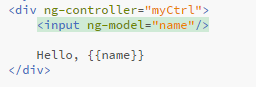 <div ng-controller="myCtrl">
<input ng-model="name"/>
Hello, {{name}}
</div>